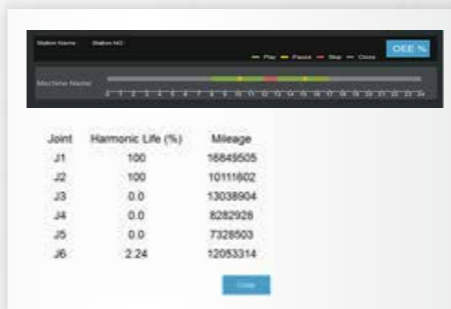 Station Name : Station NO :
Play Pause Stop Close
OEE %
Machine Name
0 1 2 3 4 5 6 7 8 9 10 11 12 13 14 15 16 17 18 19 20 21 22 23 24
Joint Harmonic Life (%) Mileage
J1 100 16849505
J2 100 10111602
J3 0.0 13038904
J4 0.0 8282928
J5 0.0 7328503
J6 2.24 12053314